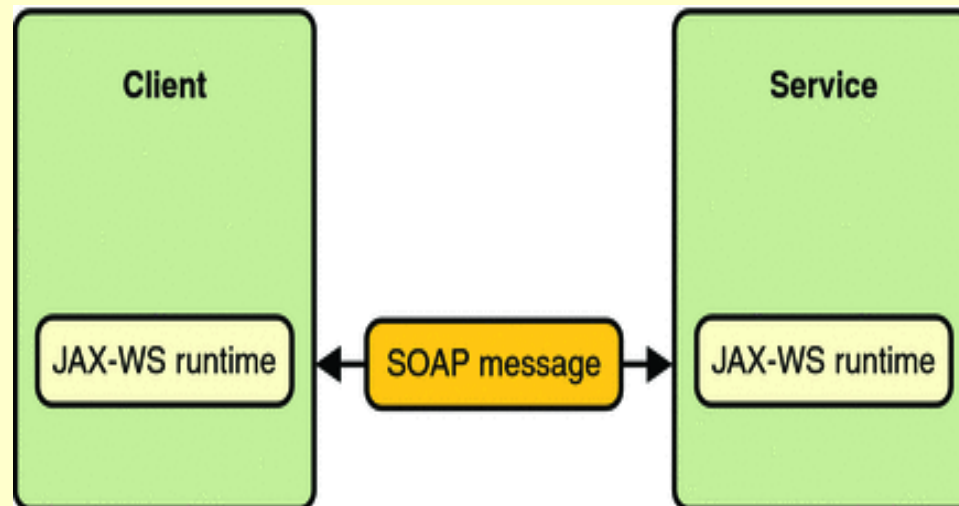 Client
Service
JAX-WS runtime
SOAP message
JAX-WS runtime